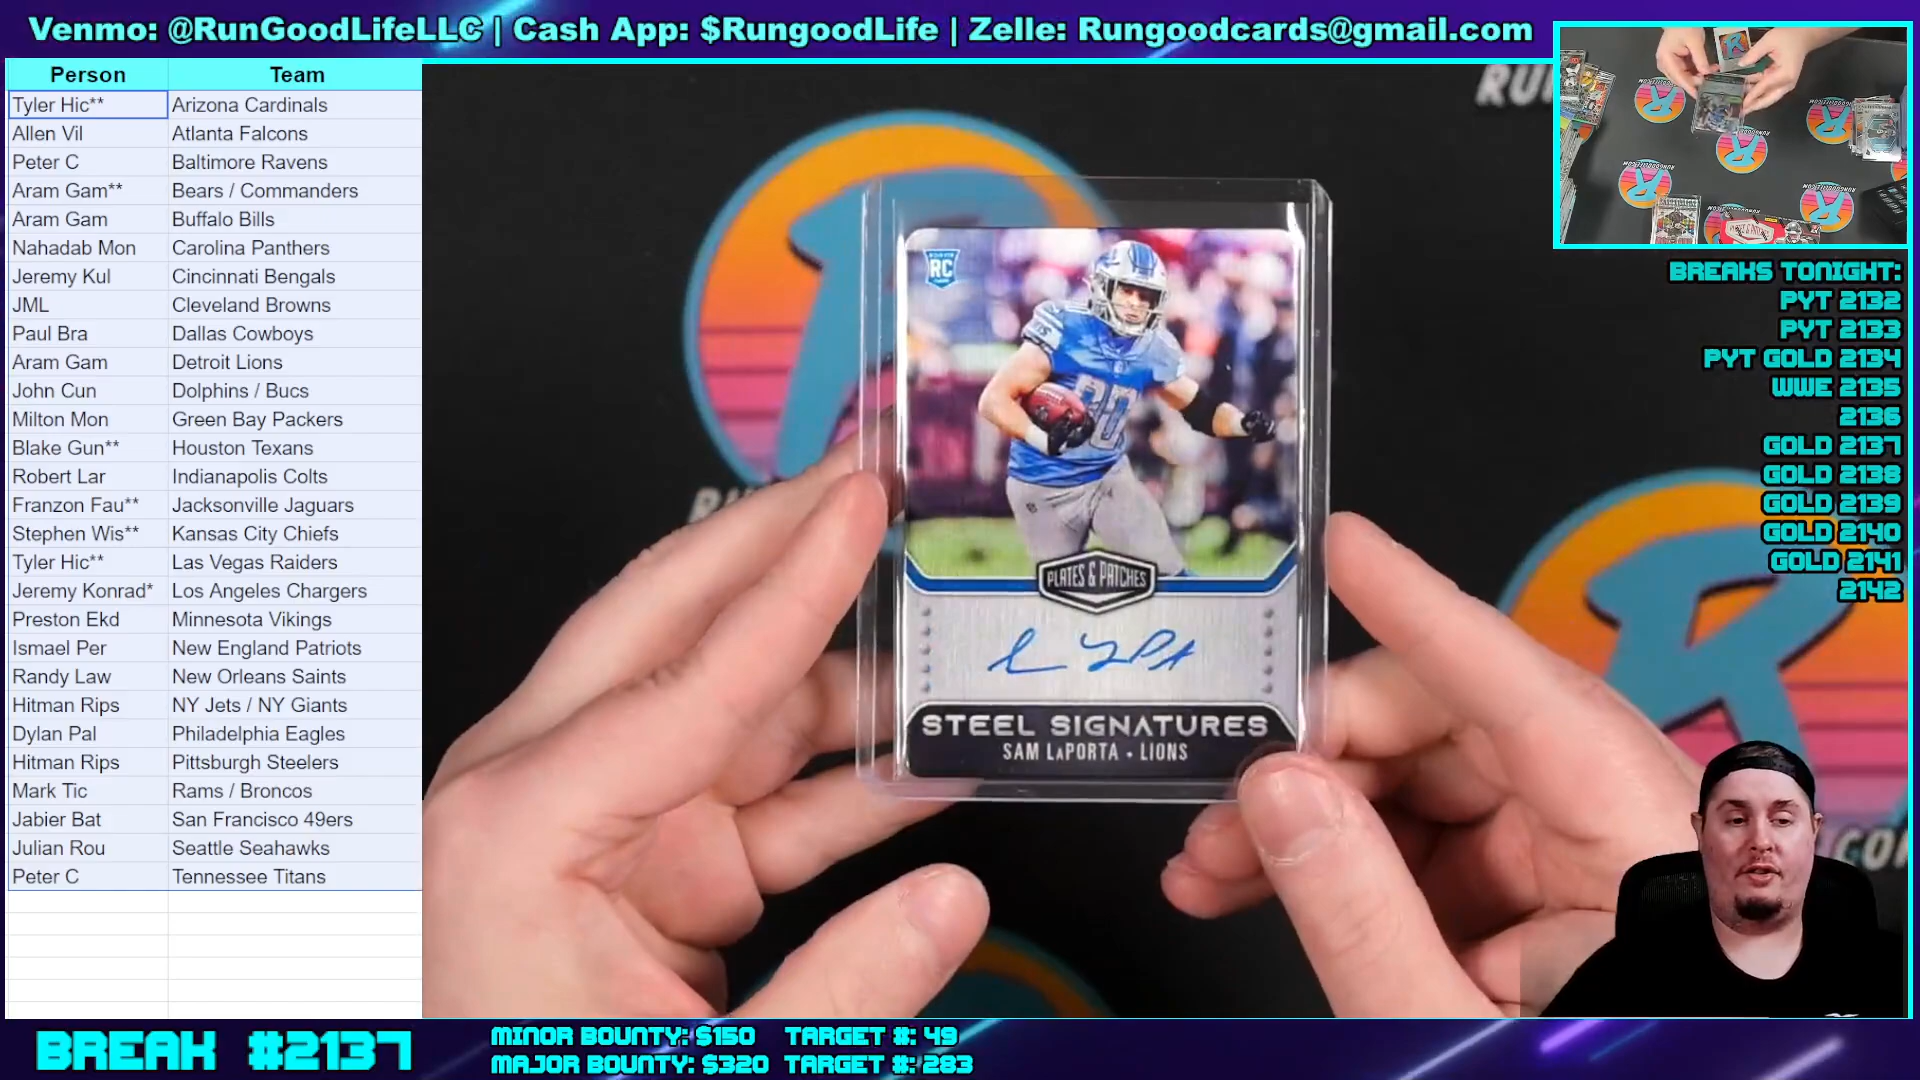 Venmo: @RunGoodLifeLLC | Cash App: $RungoodLife | Zelle: Rungoodcards@gmail.com
Person Team
Tyler Hic** Arizona Cardinals
Allen Vil Atlanta Falcons
Peter C Baltimore Ravens
Aram Gam** Bears / Commanders
Aram Gam Buffalo Bills
Nahadab Mon Carolina Panthers
Jeremy Kul Cincinnati Bengals
JML Cleveland Browns
Paul Bra Dallas Cowboys
Aram Gam Detroit Lions
John Cun Dolphins / Bucs
Milton Mon Green Bay Packers
Blake Gun** Houston Texans
Robert Lar Indianapolis Colts
Franzon Fau** Jacksonville Jaguars
Stephen Wis** Kansas City Chiefs
Tyler Hic** Las Vegas Raiders
Jeremy Konrad* Los Angeles Chargers
Preston Ekd Minnesota Vikings
Ismael Per New England Patriots
Randy Law New Orleans Saints
Hitman Rips NY Jets / NY Giants
Dylan Pal Philadelphia Eagles
Hitman Rips Pittsburgh Steelers
Mark Tic Rams / Broncos
Jabier Bat San Francisco 49ers
Julian Rou Seattle Seahawks
Peter C Tennessee Titans
RC
80
PLATES & PATCHES
STEEL SIGNATURES
SAM LaPORTA • LIONS
BREAKS TONIGHT:
PYT 2132
PYT 2133
PYT GOLD 2134
WWE 2135
2136
GOLD 2137
GOLD 2138
GOLD 2139
GOLD 2140
GOLD 2141
2142
BREAK #2137
MINOR BOUNTY: $150 TARGET #: 49
MAJOR BOUNTY: $320 TARGET #: 283